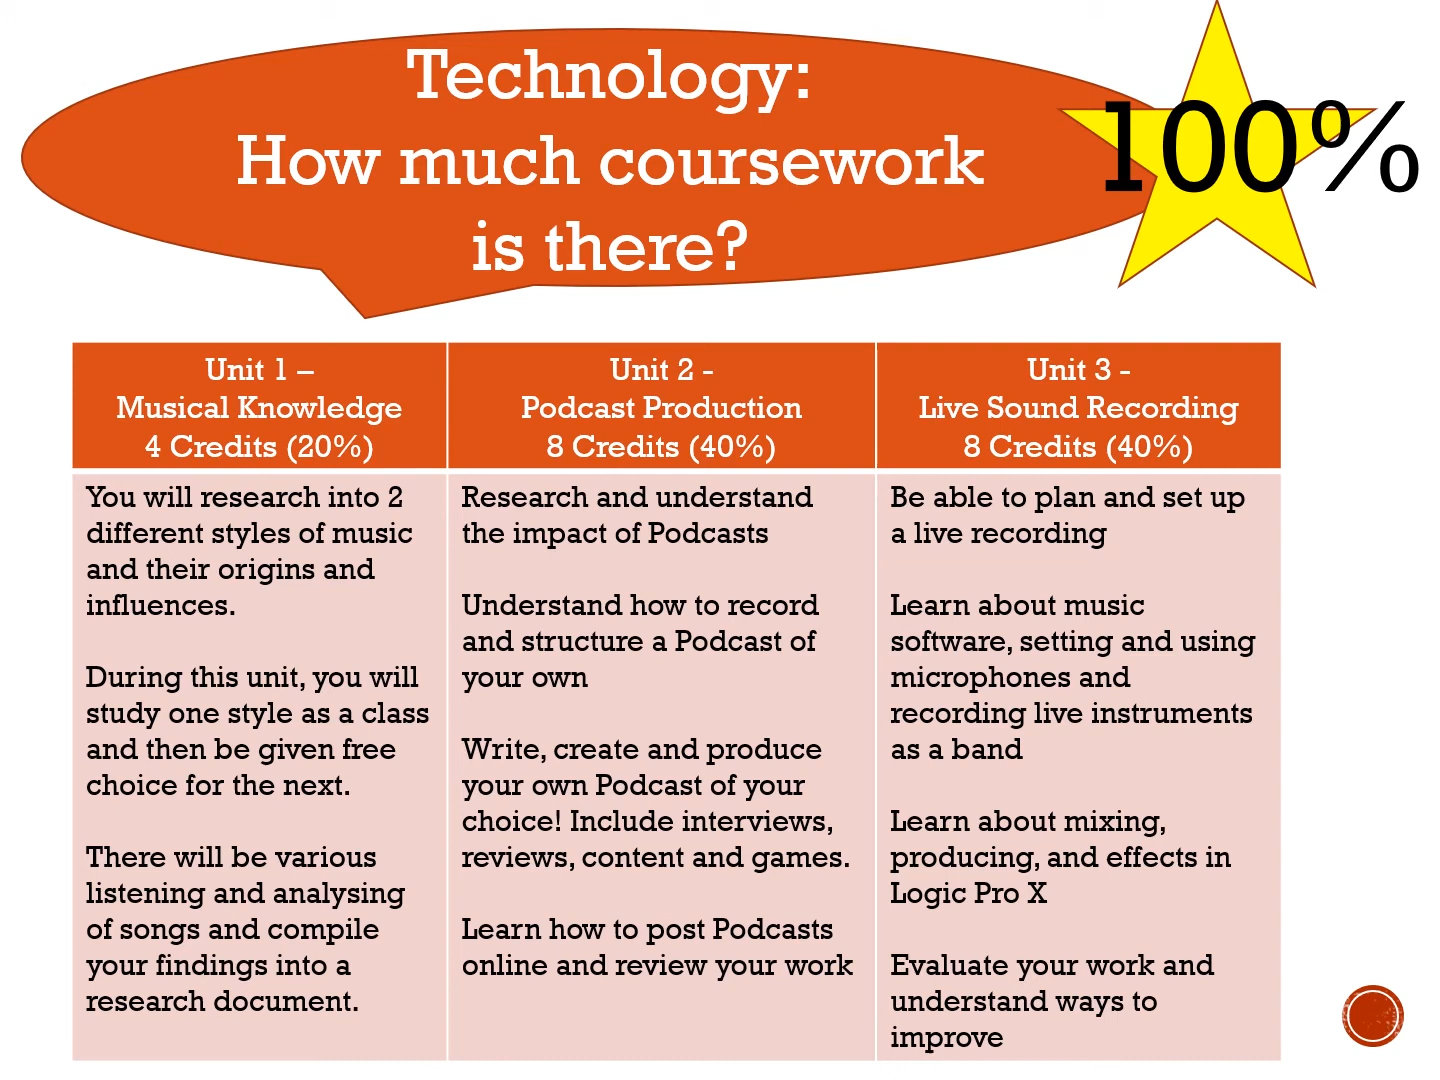 Technology:
How much coursework
is there?
100%
Unit 1 –
Musical Knowledge
4 Credits (20%)
Unit 2 -
Podcast Production
8 Credits (40%)
Unit 3 -
Live Sound Recording
8 Credits (40%)
You will research into 2
different styles of music
and their origins and
influences.
During this unit, you will
study one style as a class
and then be given free
choice for the next.
There will be various
listening and analysing
of songs and compile
your findings into a
research document.
Research and understand
the impact of Podcasts
Understand how to record
and structure a Podcast of
your own
Write, create and produce
your own Podcast of your
choice! Include interviews,
reviews, content and games.
Learn how to post Podcasts
online and review your work
Be able to plan and set up
a live recording
Learn about music
software, setting and using
microphones and
recording live instruments
as a band
Learn about mixing,
producing, and effects in
Logic Pro X
Evaluate your work and
understand ways to
improve